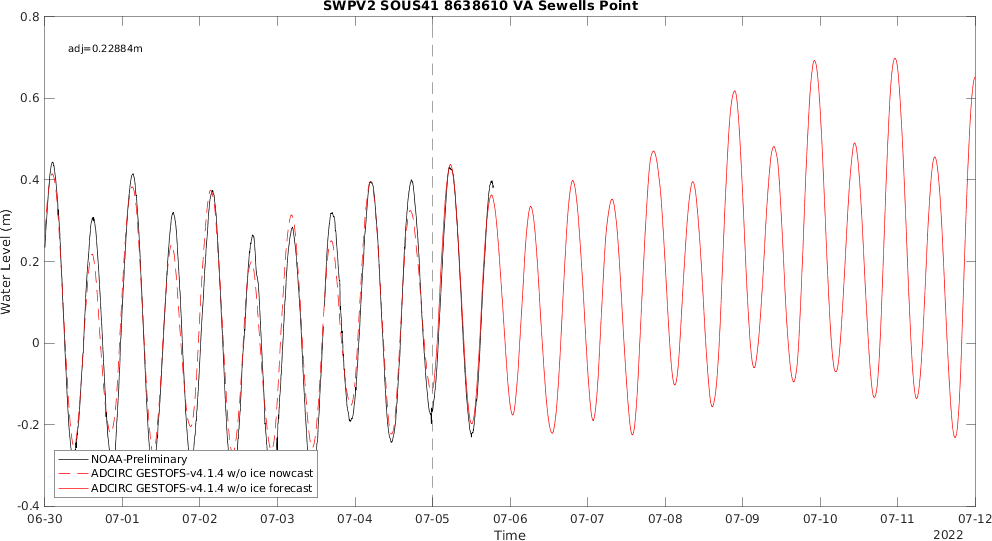 SWPV2 SOUS41 8638610 VA Sewells Point
adj=0.22884m
Water Level (m)
0.8
0.6
0.4
0.2
0
-0.2
-0.4
NOAA-Preliminary
ADCIRC GESTOFS-v4.1.4 w/o ice nowcast
ADCIRC GESTOFS-v4.1.4 w/o ice forecast
06-30 07-01 07-02 07-03 07-04 07-05 07-06 07-07 07-08 07-09 07-10 07-11 07-12
Time
2022